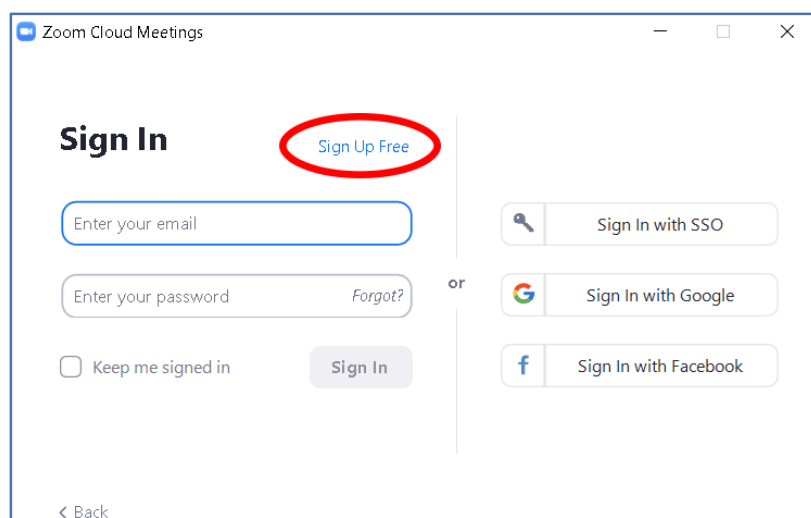 Zoom Cloud Meetings
Sign In
Sign Up Free
Enter your email
Enter your password
Forgot?
Keep me signed in
Sign In
or
Sign In with SSO
Sign In with Google
Sign In with Facebook
Back